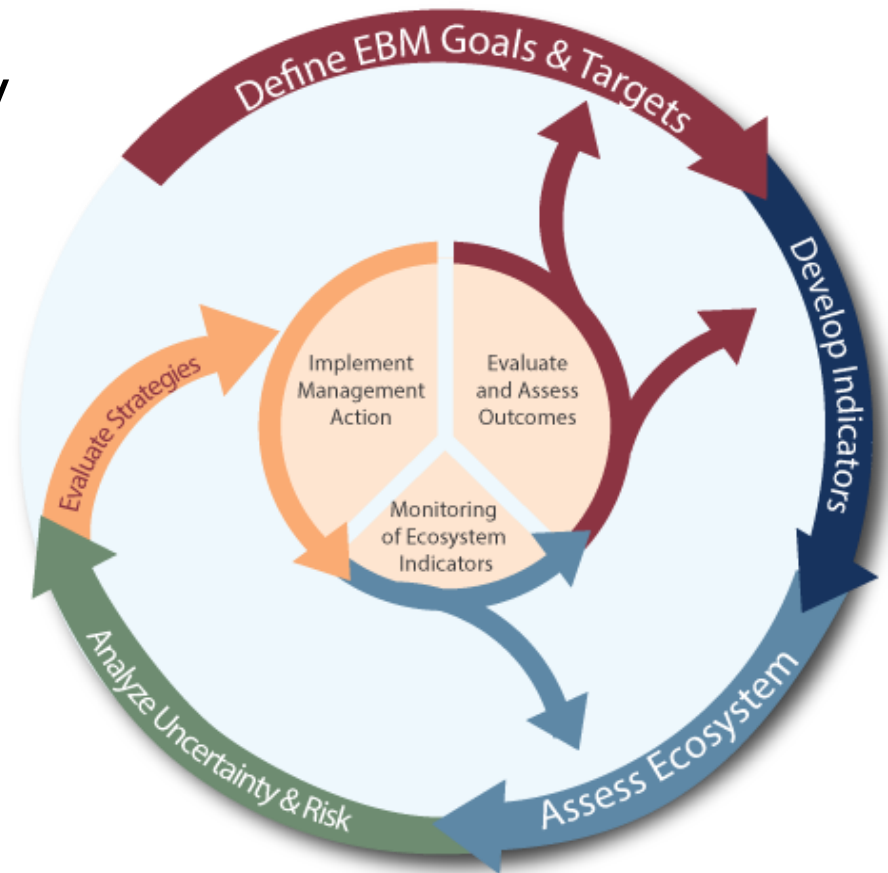 y
Define EBM Goals & Targets
Develop Indicators
Assess Ecosystem
Analyze Uncertainty & Risk
Evaluate Strategies
Implement
Management
Action
Evaluate
and Assess
Outcomes
Monitoring
of Ecosystem
Indicators